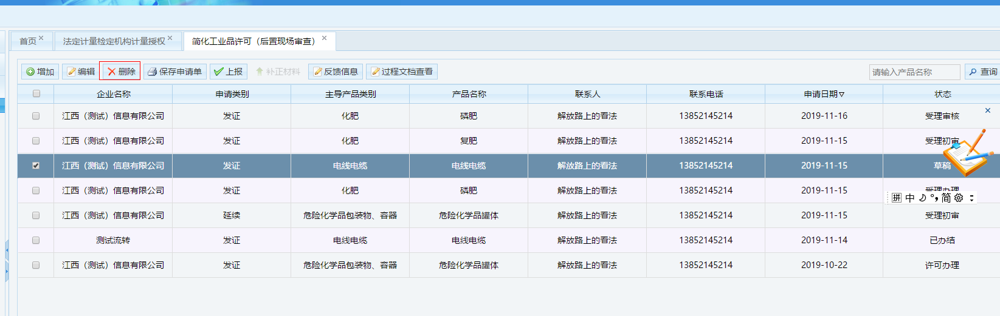 首页 法定计量检定机构计量授权 简化工业品许可（后置现场审查）
增加 编辑 删除 保存申请单 上报 补正材料 反馈信息 过程文档查看 请输入产品名称 查询
企业名称 申请类别 主导产品类别 产品名称 联系人 联系电话 申请日期 状态
江西（测试）信息有限公司 发证 化肥 磷肥 解放路上的看法 13852145214 2019-11-16 受理审核
江西（测试）信息有限公司 发证 化肥 复肥 解放路上的看法 13852145214 2019-11-15 受理初审
江西（测试）信息有限公司 发证 电线电缆 电线电缆 解放路上的看法 13852145214 2019-11-15 草稿
江西（测试）信息有限公司 发证 化肥 磷肥 解放路上的看法 13852145214 2019-11-15 受理办理
拼 中 简
江西（测试）信息有限公司 延续 危险化学品包装物、容器 危险化学品罐体 解放路上的看法 13852145214 2019-11-15 受理初审
测试流转 发证 电线电缆 电线电缆 解放路上的看法 13852145214 2019-11-14 已办结
江西（测试）信息有限公司 发证 危险化学品包装物、容器 危险化学品罐体 解放路上的看法 13852145214 2019-10-22 许可办理